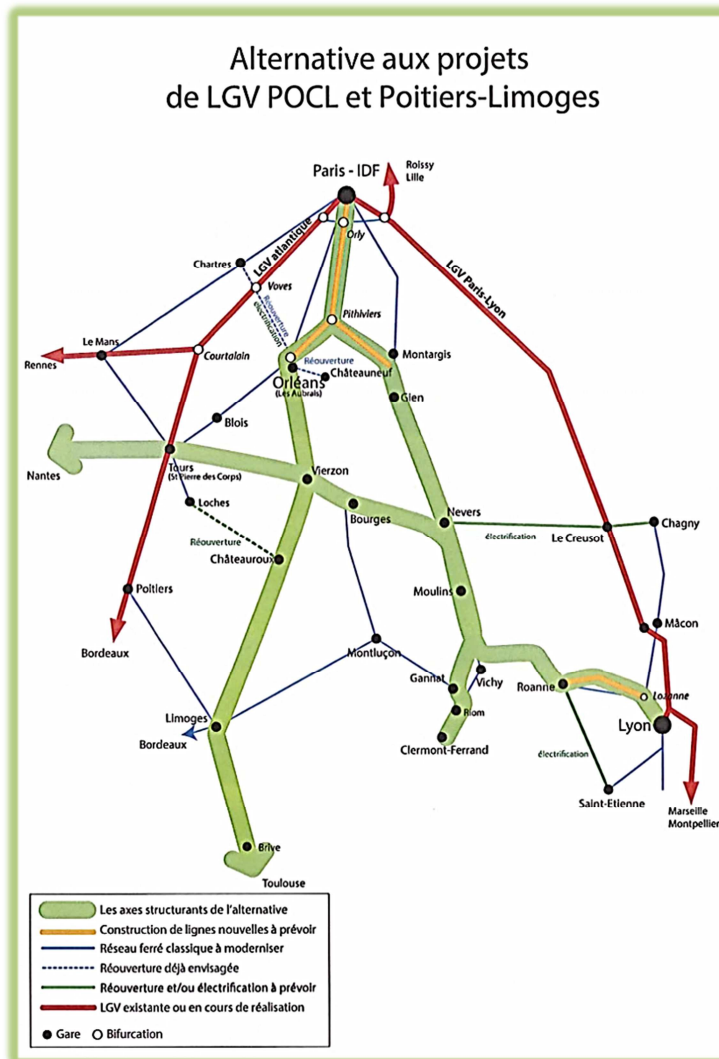 Alternative aux projets
de LGV POCL et Poitiers-Limoges
Paris - IDF
Roissy
Lille
Orly
LGV atlantique
Chartres
Voves
LGV Paris-Lyon
Réouverture
électrification
Pithiviers
Le Mans
Courtalain
Rennes
Montargis
Réouverture
Châteauneuf
Orléans
(Les Aubrais)
Gien
Blois
Tours
(St Pierre des Corps)
Nantes
Vierzon
Loches
Bourges
Nevers
Chagny
électrification
Le Creusot
Réouverture
Châteauroux
Poitiers
Moulins
Mâcon
Bordeaux
Montluçon
Gannat
Vichy
Roanne
Lozanne
Riom
Limoges
Lyon
Bordeaux
Clermont-Ferrand
électrification
Saint-Etienne
Marseille
Montpellier
Brive
Toulouse
Les axes structurants de l'alternative
Construction de lignes nouvelles à prévoir
Réseau ferré classique à moderniser
Réouverture déjà envisagée
Réouverture et/ou électrification à prévoir
LGV existante ou en cours de réalisation
Gare
Bifurcation